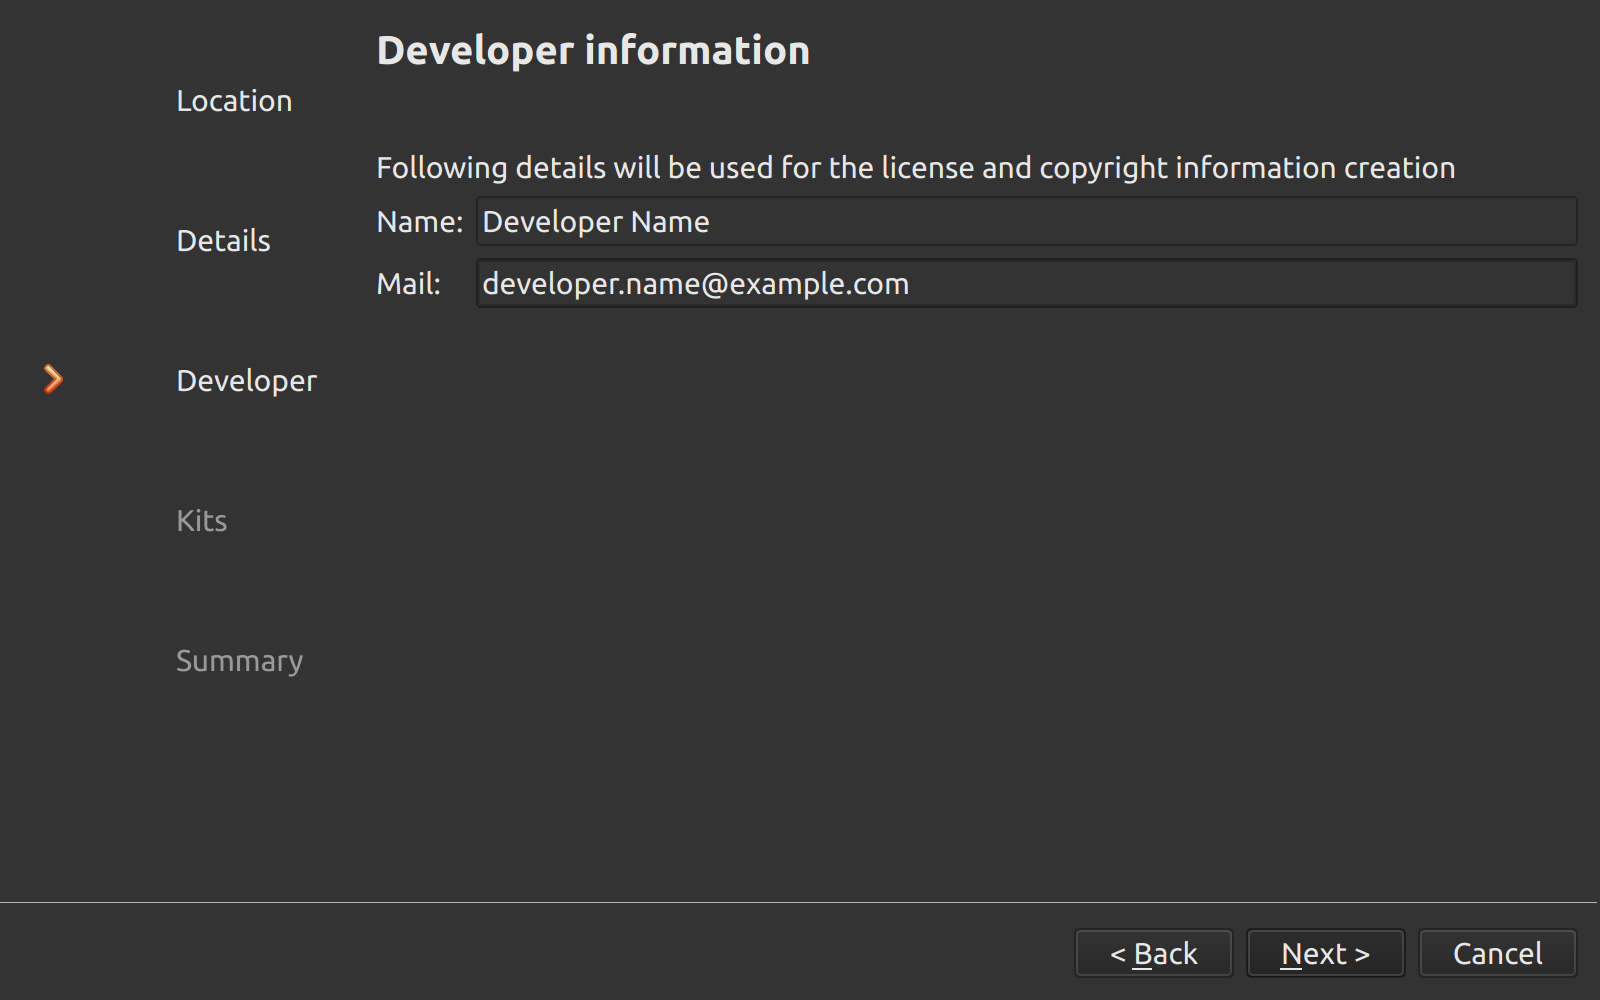 Developer information
Location
Details
Developer
Kits
Summary
Following details will be used for the license and copyright information creation
Name: Developer Name
Mail: developer.name@example.com
< Back
Next >
Cancel